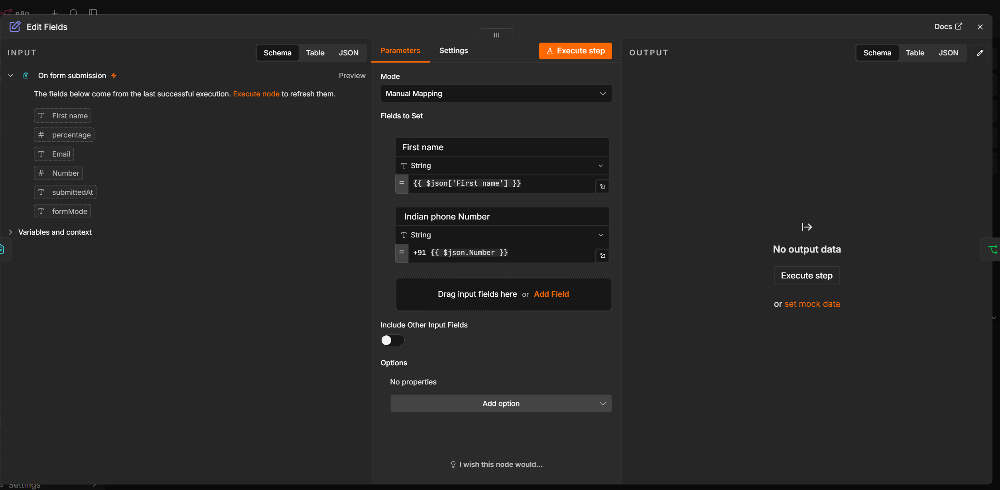 n8n
Edit Fields
Docs
INPUT
Schema
Table
JSON
On form submission
Preview
The fields below come from the last successful execution. Execute node to refresh them.
T First name
# percentage
T Email
# Number
T submittedAt
T formMode
Variables and context
Parameters
Settings
Execute step
Mode
Manual Mapping
Fields to Set
First name
T String
= {{ $json['First name'] }}
Indian phone Number
T String
= +91 {{ $json.Number }}
Drag input fields here or Add Field
Include Other Input Fields
Options
No properties
Add option
I wish this node would...
OUTPUT
Schema
Table
JSON
No output data
Execute step
or set mock data
Settings